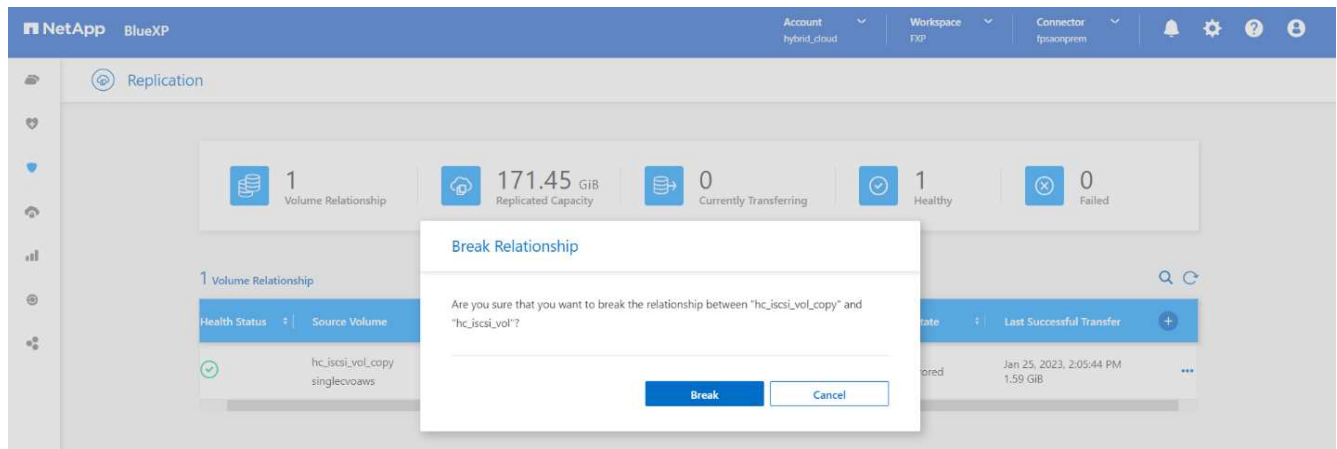 NetApp BlueXP
Account
hybrid_cloud
Workspace
FXP
Connector
fpsaonprem
Replication
1
Volume Relationship
171.45 GiB
Replicated Capacity
0
Currently Transferring
1
Healthy
0
Failed
Break Relationship
Are you sure that you want to break the relationship between "hc_iscsi_vol_copy" and
"hc_iscsi_vol"?
Break
Cancel
1 Volume Relationship
Health Status
Source Volume
Last Successful Transfer
hc_iscsi_vol_copy
singlecvoaws
Jan 25, 2023, 2:05:44 PM
1.59 GiB